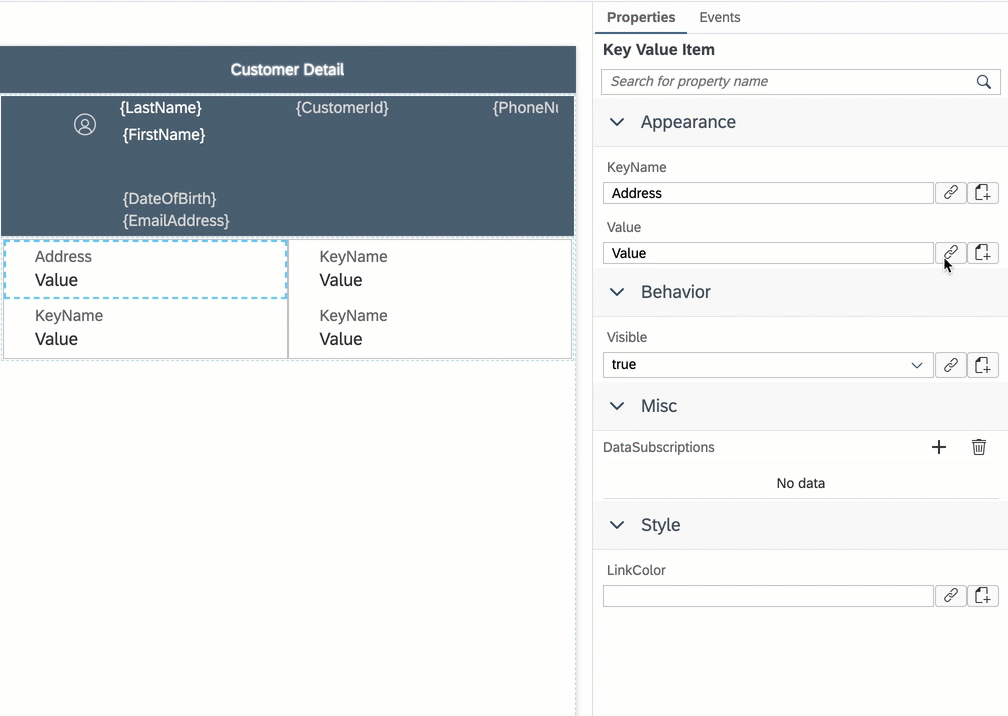 Customer Detail
{LastName} {CustomerId} {PhoneNu
{FirstName}
{DateOfBirth}
{EmailAddress}
Address KeyName
Value Value
KeyName KeyName
Value Value
Properties Events
Key Value Item
Search for property name
Appearance
KeyName
Address
Value
Value
Behavior
Visible
true
Misc
DataSubscriptions
No data
Style
LinkColor